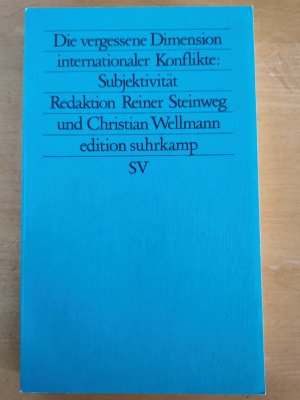 Die vergessene Dimension
internationaler Konflikte:
Subjektivität
Redaktion Reiner Steinweg
und Christian Wellmann
edition suhrkamp
SV